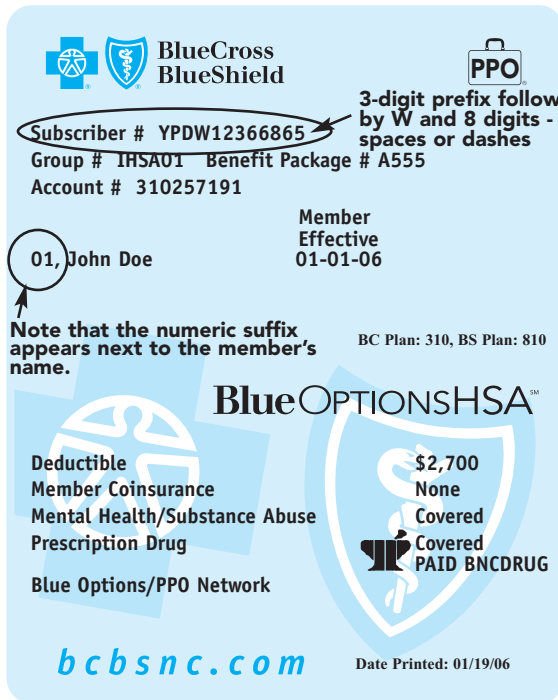 BlueCross
BlueShield
PPO
3-digit prefix follow
by W and 8 digits -
spaces or dashes
Subscriber # YPDW12366865
Group # IHSA01 Benefit Package # A555
Account # 310257191
Member
Effective
01, John Doe 01-01-06
Note that the numeric suffix
appears next to the member's
name.
BC Plan: 310, BS Plan: 810
Blue OPTIONSHSA℠
Deductible $2,700
Member Coinsurance None
Mental Health/Substance Abuse Covered
Prescription Drug Covered
PAID BNCDRUG
Blue Options/PPO Network
bcbsnc.com
Date Printed: 01/19/06